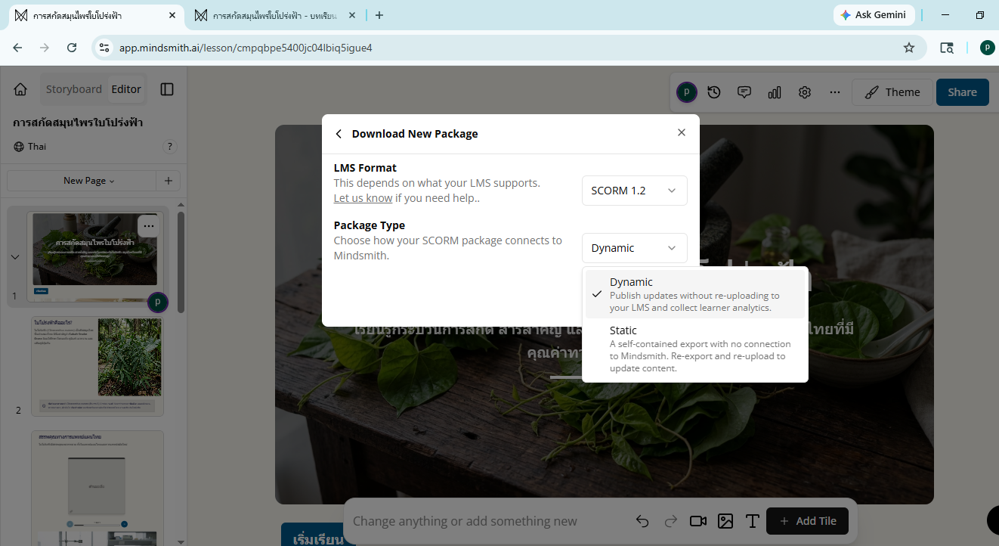 การสกัดสมุนไพรใบโปร่งฟ้า
การสกัดสมุนไพรใบโปร่งฟ้า - บทเรียน
Ask Gemini
app.mindsmith.ai/lesson/cmpqbpe5400jc04lbiq5igue4
P
Storyboard
Editor
P
Theme
Share
การสกัดสมุนไพรใบโปร่งฟ้า
Thai
?
New Page
Download New Package
LMS Format
This depends on what your LMS supports.
Let us know if you need help..
SCORM 1.2
Package Type
Choose how your SCORM package connects to
Mindsmith.
Dynamic
Dynamic
Publish updates without re-uploading to
your LMS and collect learner analytics.
Static
A self-contained export with no connection
to Mindsmith. Re-export and re-upload to
update content.
การสกัดสมุนไพรใบโปร่งฟ้า
1
P
ใบโปร่งฟ้าคืออะไร?
2
สรรพคุณทางการแพทย์แผนไทย
เรียนรู้กระบวนการสกัด สารสำคัญ และ
ไทยที่มี
คุณค่าทา
เริ่มเรียน
Change anything or add something new
Add Tile